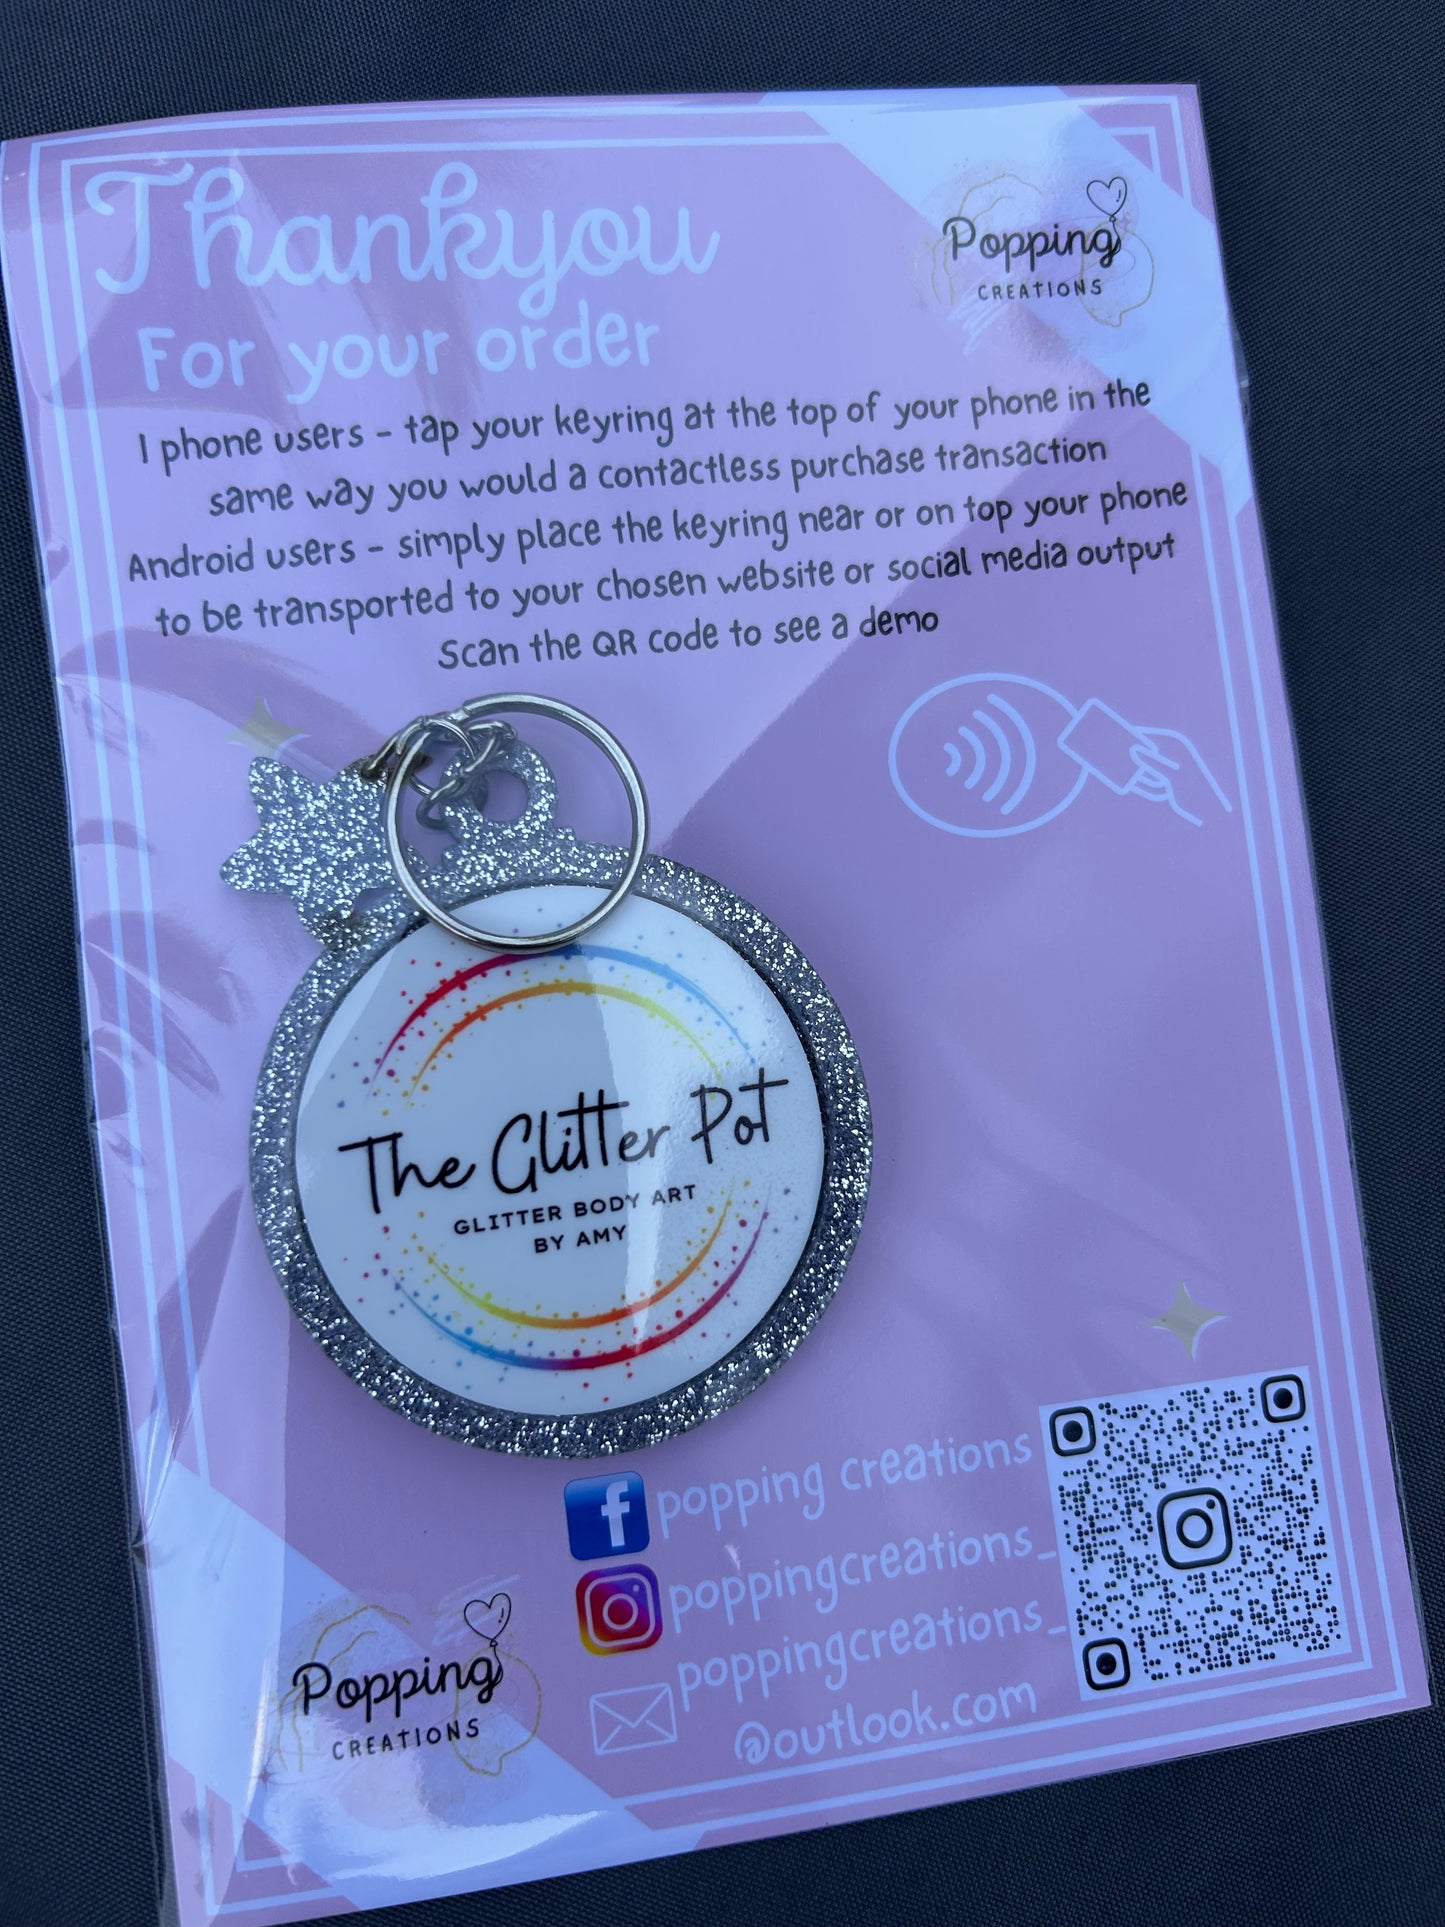 Thankyou
For your order
Popping
CREATIONS
I phone users - tap your keyring at the top of your phone in the
same way you would a contactless purchase transaction
Android users - simply place the keyring near or on top your phone
to be transported to your chosen website or social media output
Scan the QR code to see a demo
The Glitter Pot
GLITTER BODY ART
BY AMY
f popping creations
poppingcreations_
poppingcreations_
@outlook.com
Popping
CREATIONS